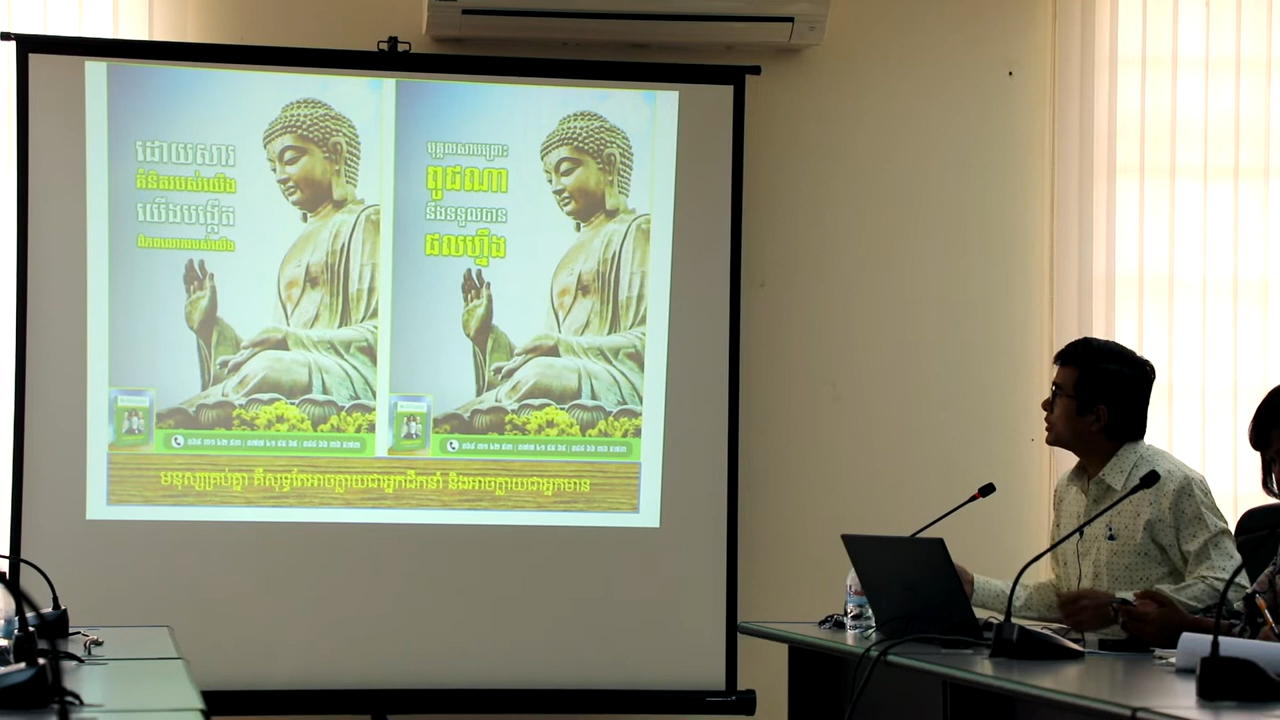 ដោយសារ
គំនិតរបស់យើង
យើងបង្កើត
ពិភពលោករបស់យើង
បុគ្គលសាបព្រោះ
ពូជណា
នឹងទទួលបាន
ផលហ្នឹង
មនុស្សគ្រប់គ្នា គឺសុទ្ធតែអាចក្លាយជាអ្នកដឹកនាំ និងអាចក្លាយជាអ្នកមាន